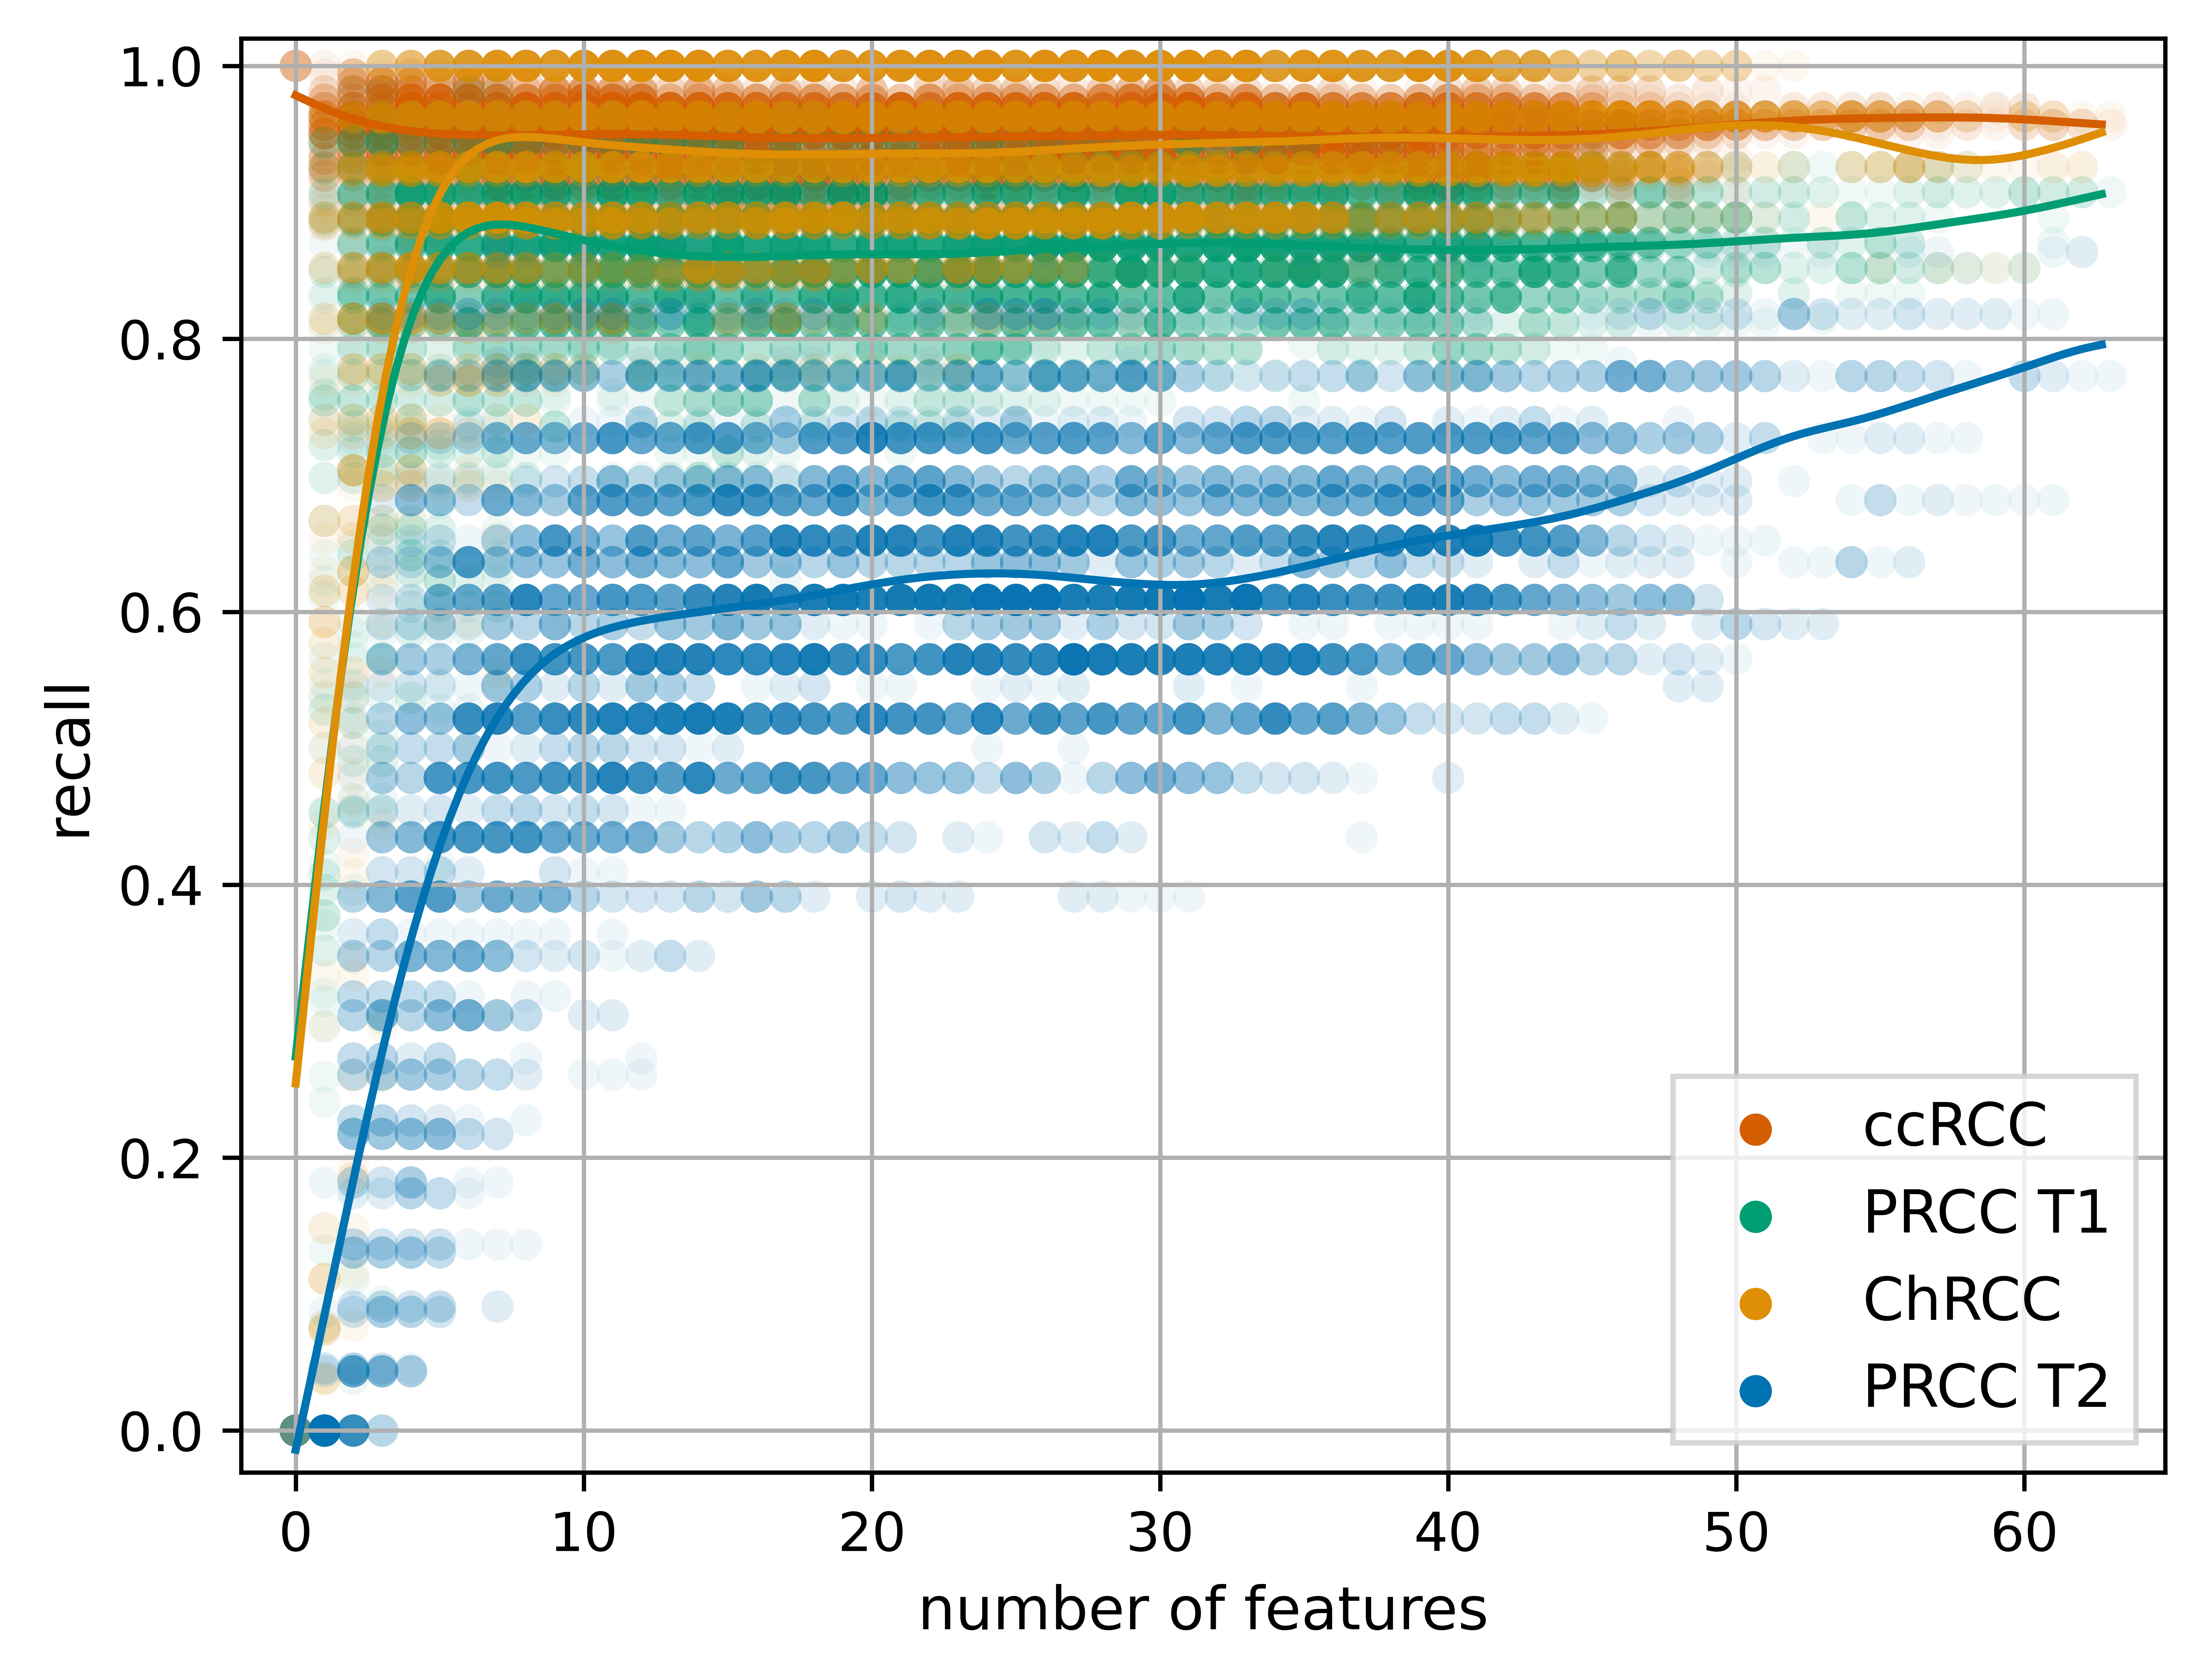 1.0
0.8
0.6
0.4
0.2
0.0
recall
0 10 20 30 40 50 60
number of features
ccRCC
PRCC T1
ChRCC
PRCC T2